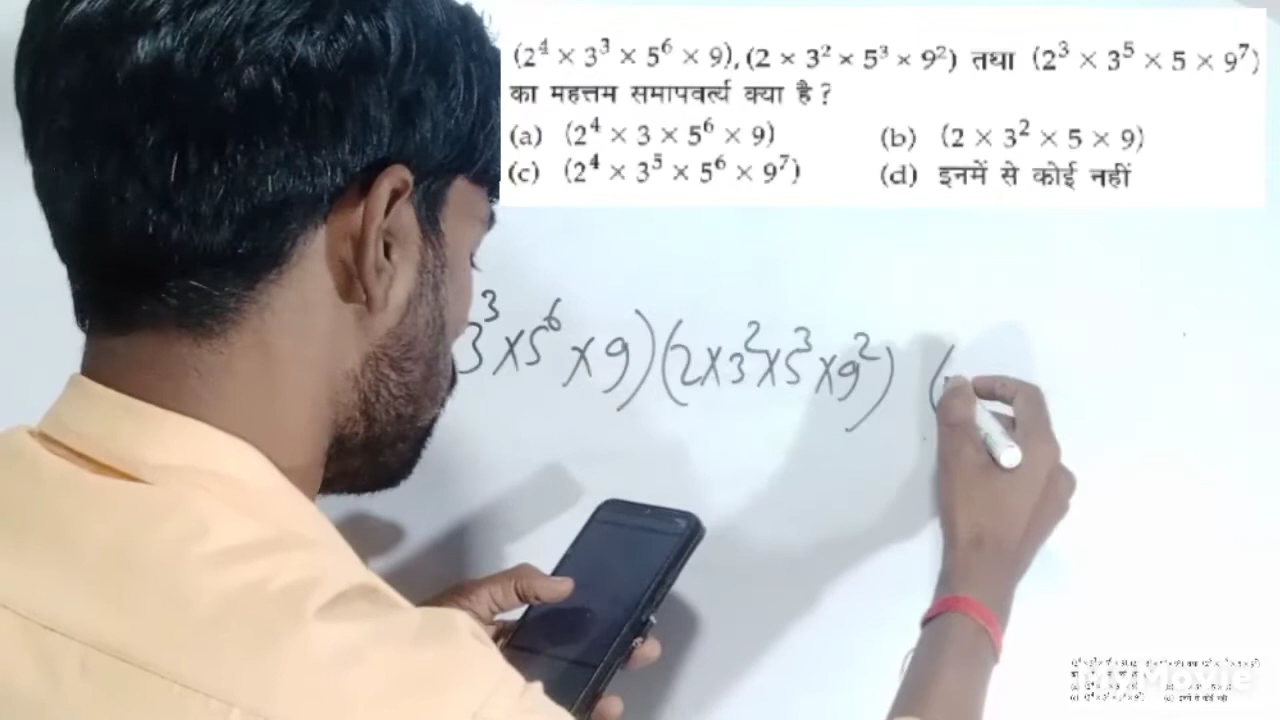 (2⁴ × 3³ × 5⁶ × 9), (2 × 3² × 5³ × 9²) तथा (2³ × 3⁵ × 5 × 9⁷)
का महत्तम समापवर्त्य क्या है ?
(a) (2⁴ × 3 × 5⁶ × 9) (b) (2 × 3² × 5 × 9)
(c) (2⁴ × 3⁵ × 5⁶ × 9⁷) (d) इनमें से कोई नहीं
3³ × 5⁶ × 9) (2 × 3² × 5³ × 9²) (
MyMovie